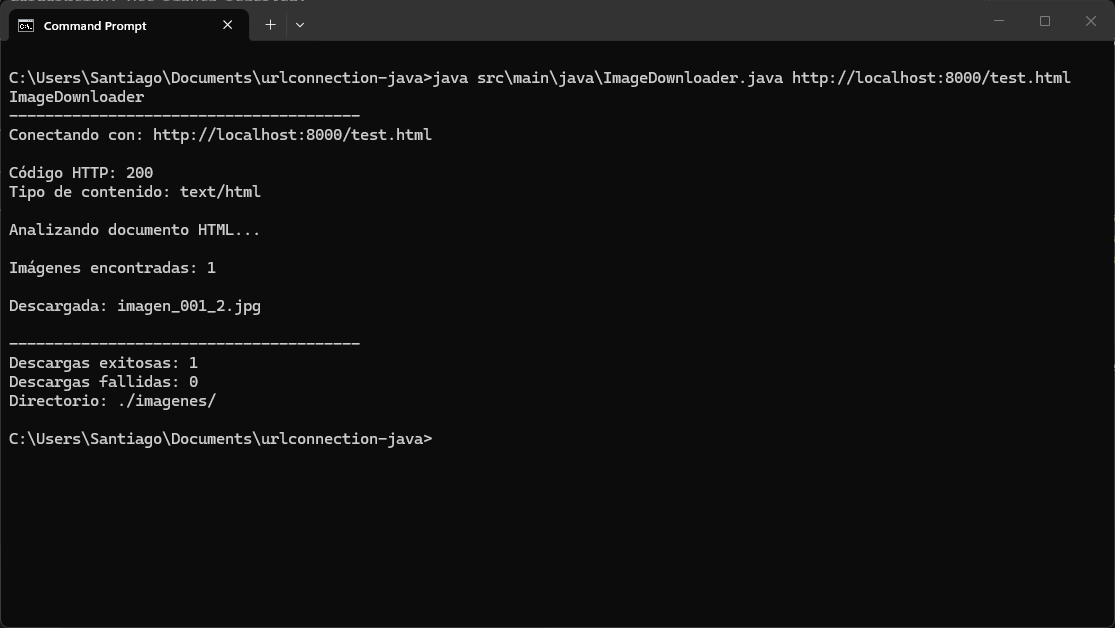 Command Prompt
C:\Users\Santiago\Documents\urlconnection-java>java src\main\java\ImageDownloader.java http://localhost:8000/test.html
ImageDownloader
---------------------------------------
Conectando con: http://localhost:8000/test.html
Código HTTP: 200
Tipo de contenido: text/html
Analizando documento HTML...
Imágenes encontradas: 1
Descargada: imagen_001_2.jpg
---------------------------------------
Descargas exitosas: 1
Descargas fallidas: 0
Directorio: ./imagenes/
C:\Users\Santiago\Documents\urlconnection-java>